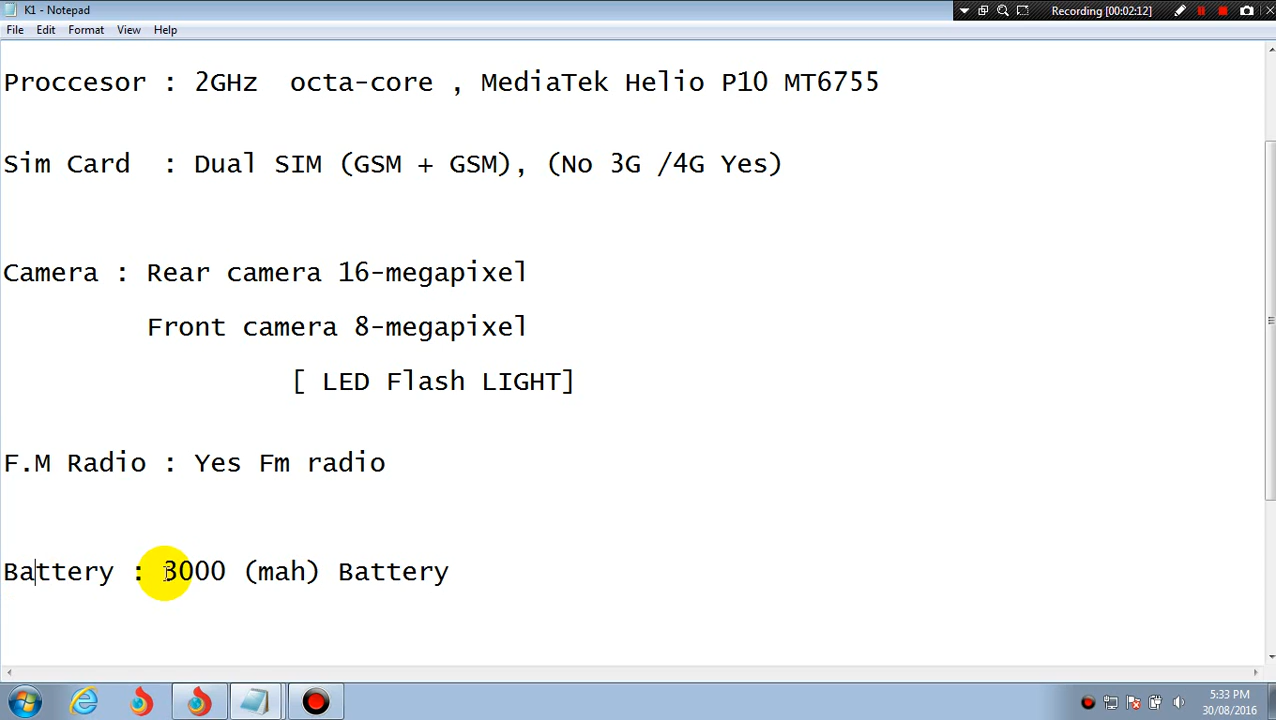 K1 - Notepad
Recording [00:02:12]
File Edit Format View Help
Proccesor : 2GHz octa-core , MediaTek Helio P10 MT6755
Sim Card : Dual SIM (GSM + GSM), (No 3G /4G Yes)
Camera : Rear camera 16-megapixel
Front camera 8-megapixel
[ LED Flash LIGHT]
F.M Radio : Yes Fm radio
Battery : 3000 (mah) Battery
5:33 PM
30/08/2016